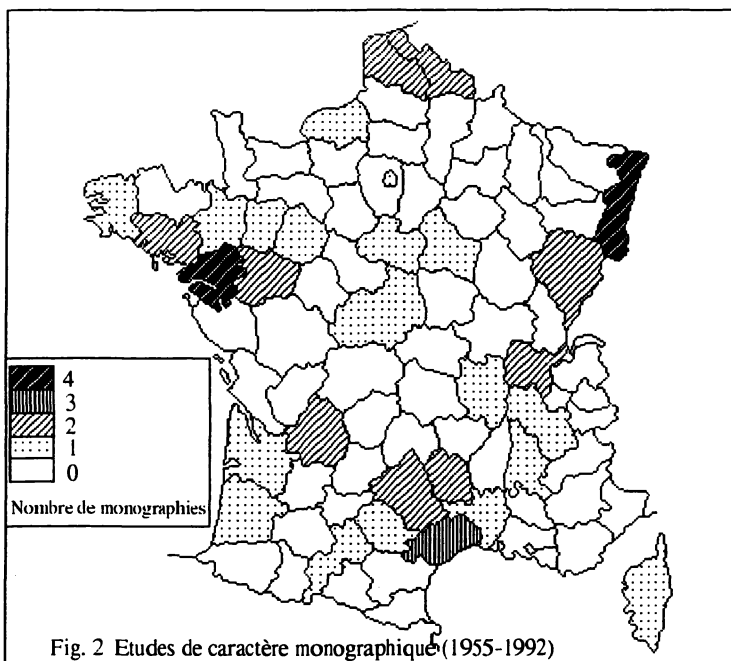 4
3
2
1
0
Nombre de monographies
Fig. 2 Etudes de caractère monographique (1955-1992)